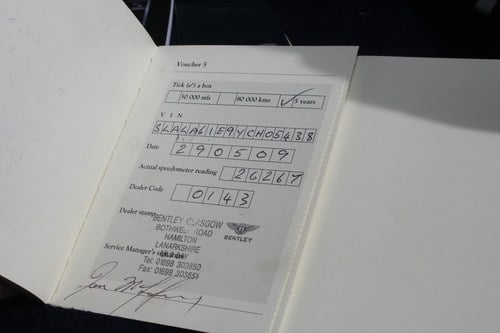 Voucher 5
Tick (✓) a box
50 000 mls 80 000 kms ✓ 5 years
V I N
SCALA61E9YCH05438
Date 290509
Actual speedometer reading 26267
Dealer Code 0143
Dealer stamp
BENTLEY GLASGOW
BOTHWELL ROAD
BENTLEY
HAMILTON
LANARKSHIRE
Service Manager's signature
Tel: 01698 303850
Fax: 01698 303851